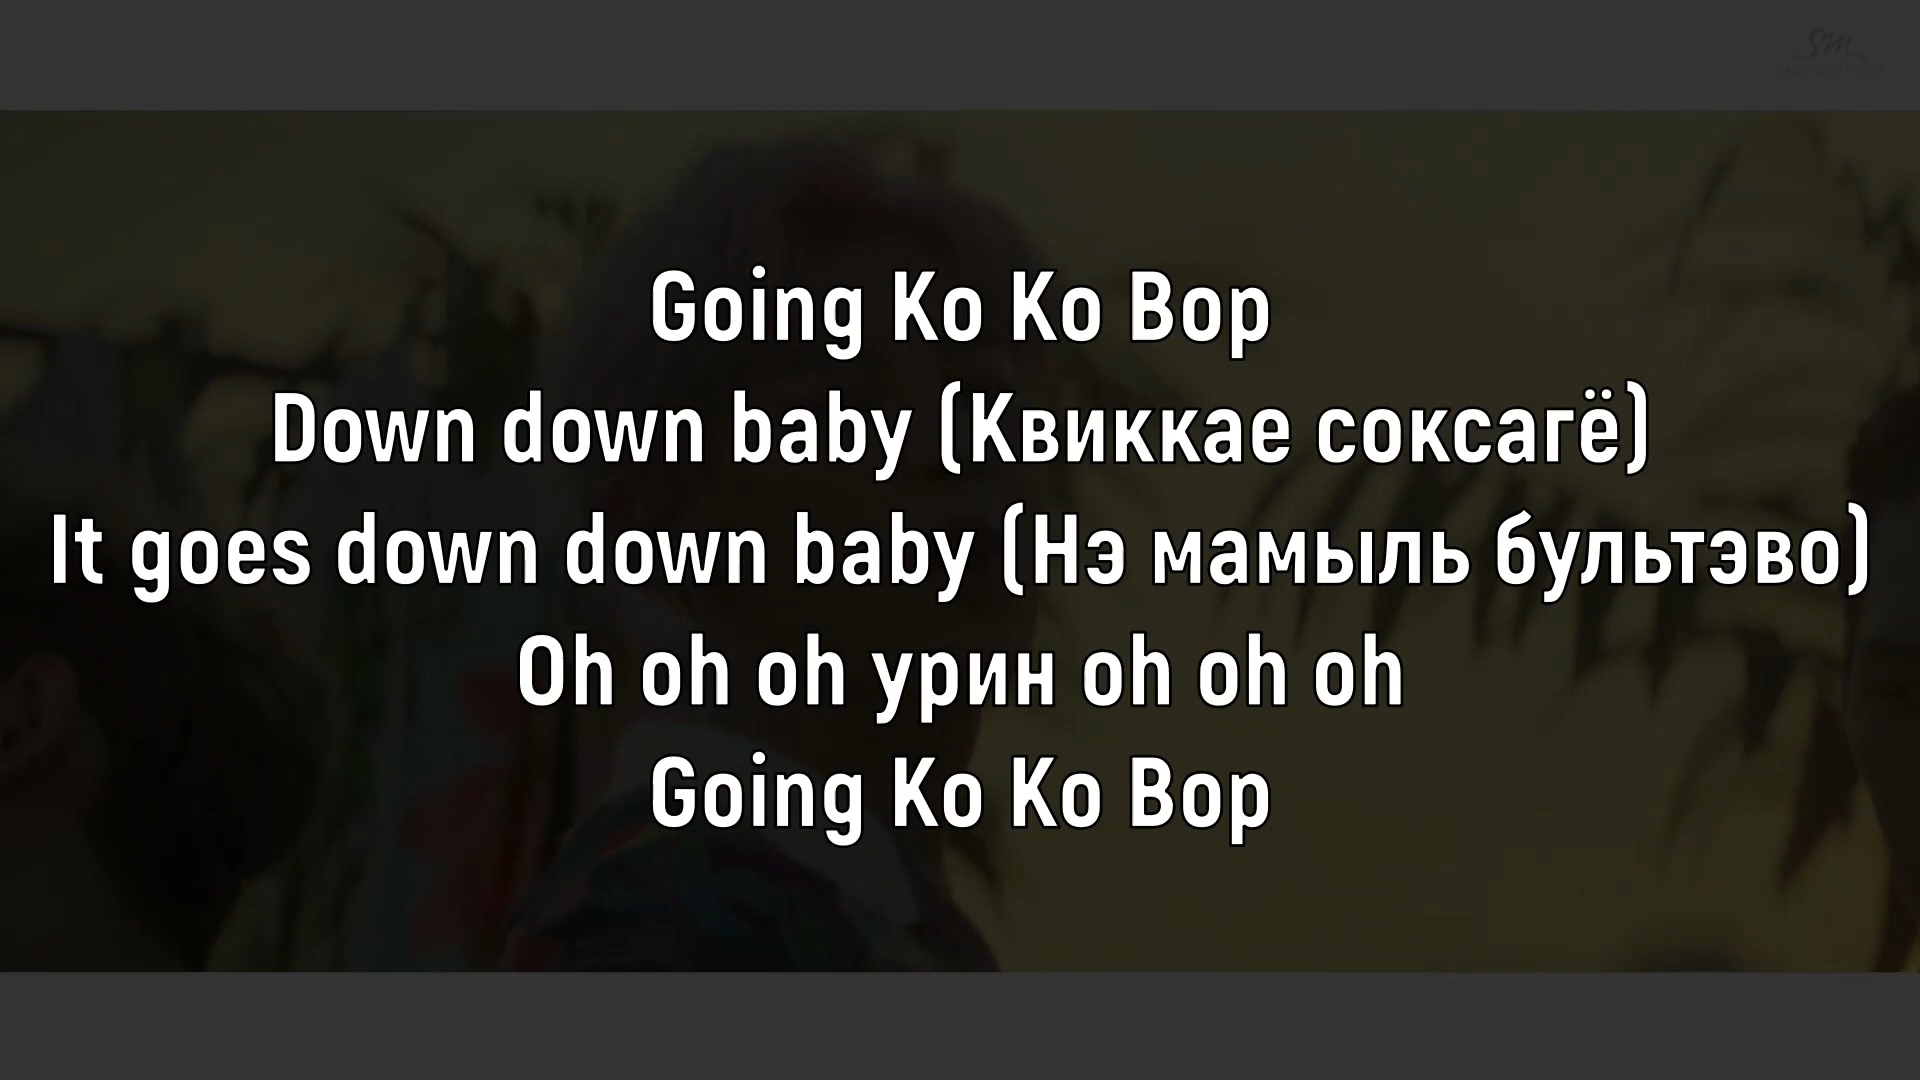 Going Ko Ko Bop
Down down baby (Квиккае соксагё)
It goes down down baby (Нэ мамыль бультэво)
Oh oh oh урин oh oh oh
Going Ko Ko Bop